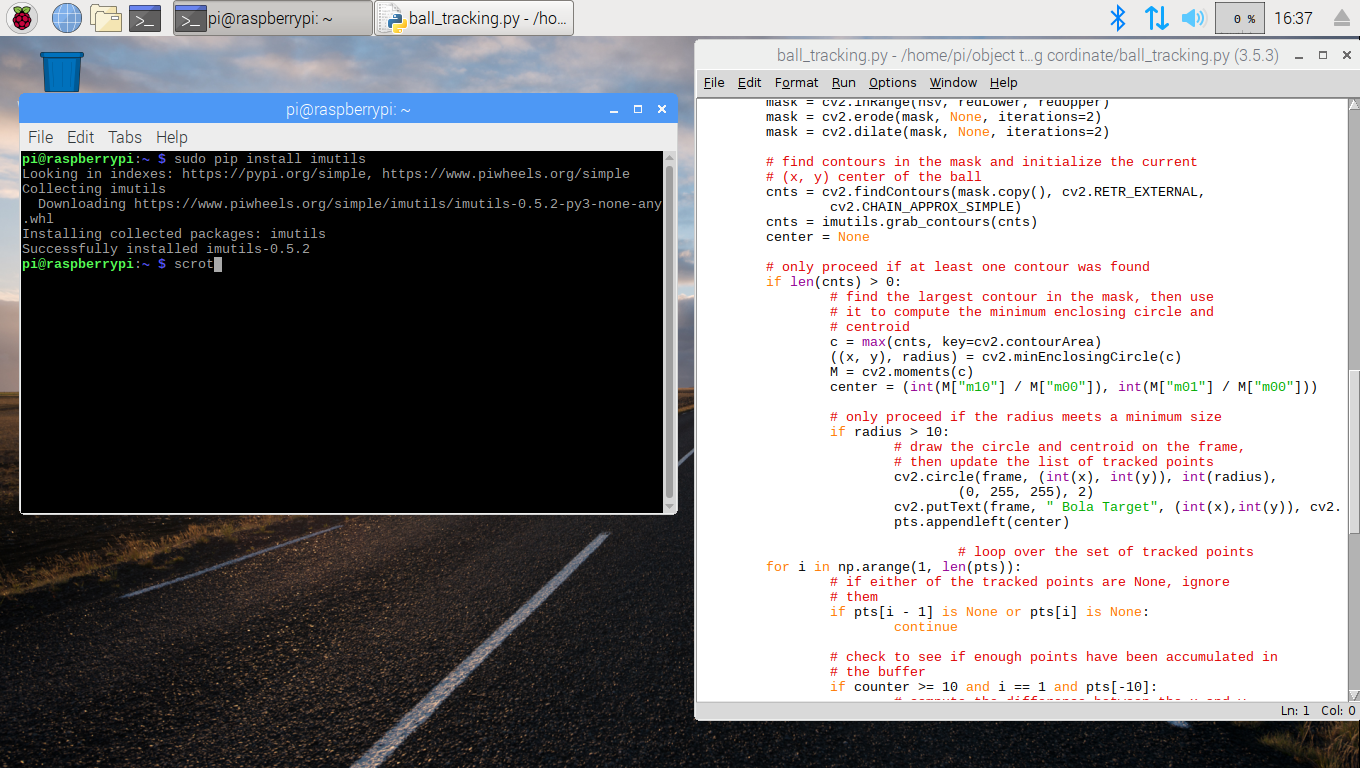 pi@raspberrypi: ~
ball_tracking.py - /ho...
0 %
16:37
pi@raspberrypi: ~
File Edit Tabs Help
pi@raspberrypi:~ $ sudo pip install imutils
Looking in indexes: https://pypi.org/simple, https://www.piwheels.org/simple
Collecting imutils
  Downloading https://www.piwheels.org/simple/imutils/imutils-0.5.2-py3-none-any
.whl
Installing collected packages: imutils
Successfully installed imutils-0.5.2
pi@raspberrypi:~ $ scrot
ball_tracking.py - /home/pi/object t...g cordinate/ball_tracking.py (3.5.3)
File Edit Format Run Options Window Help
mask = cv2.inRange(hsv, redLower, redUpper)
mask = cv2.erode(mask, None, iterations=2)
mask = cv2.dilate(mask, None, iterations=2)
# find contours in the mask and initialize the current
# (x, y) center of the ball
cnts = cv2.findContours(mask.copy(), cv2.RETR_EXTERNAL,
        cv2.CHAIN_APPROX_SIMPLE)
cnts = imutils.grab_contours(cnts)
center = None
# only proceed if at least one contour was found
if len(cnts) > 0:
        # find the largest contour in the mask, then use
        # it to compute the minimum enclosing circle and
        # centroid
        c = max(cnts, key=cv2.contourArea)
        ((x, y), radius) = cv2.minEnclosingCircle(c)
        M = cv2.moments(c)
        center = (int(M["m10"] / M["m00"]), int(M["m01"] / M["m00"]))
        # only proceed if the radius meets a minimum size
        if radius > 10:
                # draw the circle and centroid on the frame,
                # then update the list of tracked points
                cv2.circle(frame, (int(x), int(y)), int(radius),
                        (0, 255, 255), 2)
                cv2.putText(frame, " Bola Target", (int(x),int(y)), cv2.
                pts.appendleft(center)
                        # loop over the set of tracked points
for i in np.arange(1, len(pts)):
        # if either of the tracked points are None, ignore
        # them
        if pts[i - 1] is None or pts[i] is None:
                continue
        # check to see if enough points have been accumulated in
        # the buffer
        if counter >= 10 and i == 1 and pts[-10]:
                # compute the difference between the x and y
Ln: 1 Col: 0